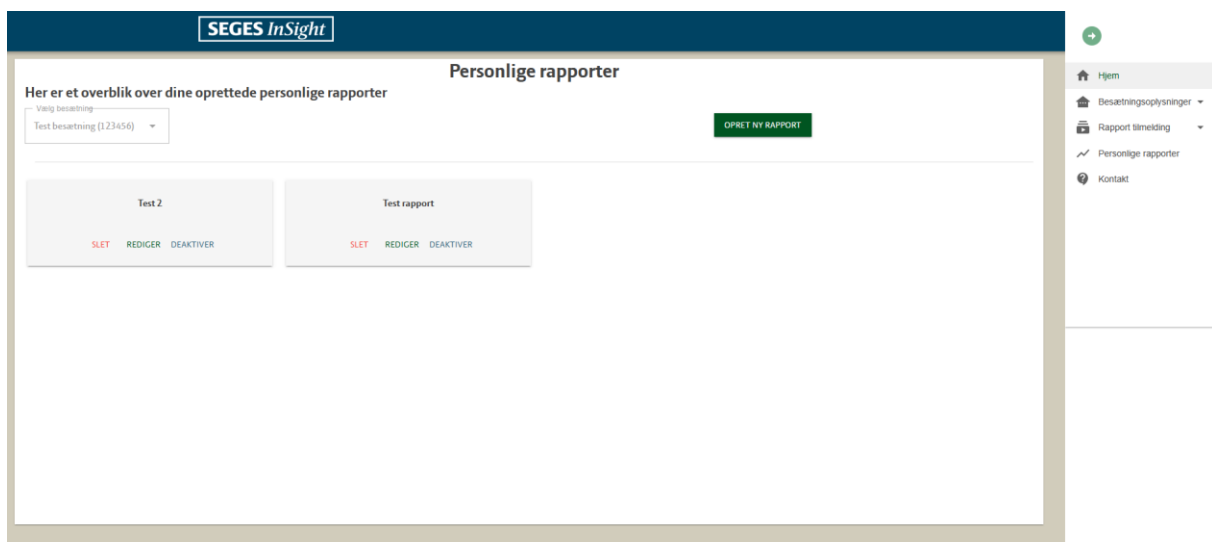 SEGES InSight
Personlige rapporter
Her er et overblik over dine oprettede personlige rapporter
Vælg besætning
Test besætning (123456)
OPRET NY RAPPORT
Test 2
SLET REDIGER DEAKTIVER
Test rapport
SLET REDIGER DEAKTIVER
Hjem
Besætningsoplysninger
Rapport tilmelding
Personlige rapporter
Kontakt